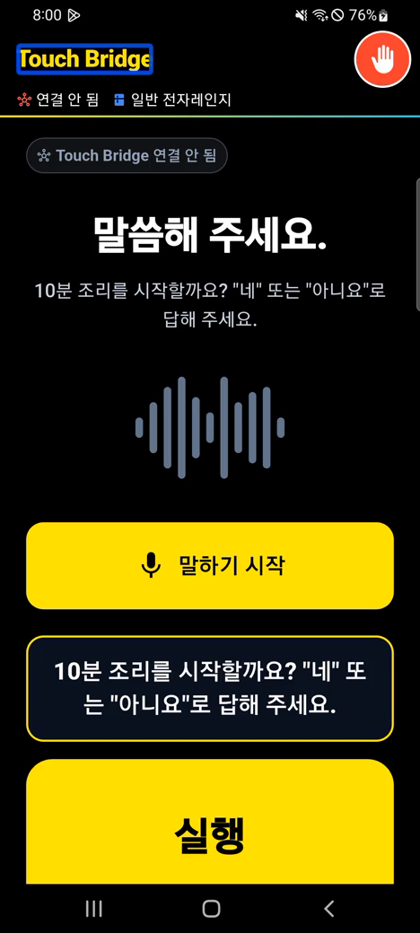 8:00
76%
Touch Bridge
연결 안 됨 일반 전자레인지
Touch Bridge 연결 안 됨
말씀해 주세요.
10분 조리를 시작할까요? "네" 또는 "아니요"로
답해 주세요.
말하기 시작
10분 조리를 시작할까요? "네" 또
는 "아니요"로 답해 주세요.
실행